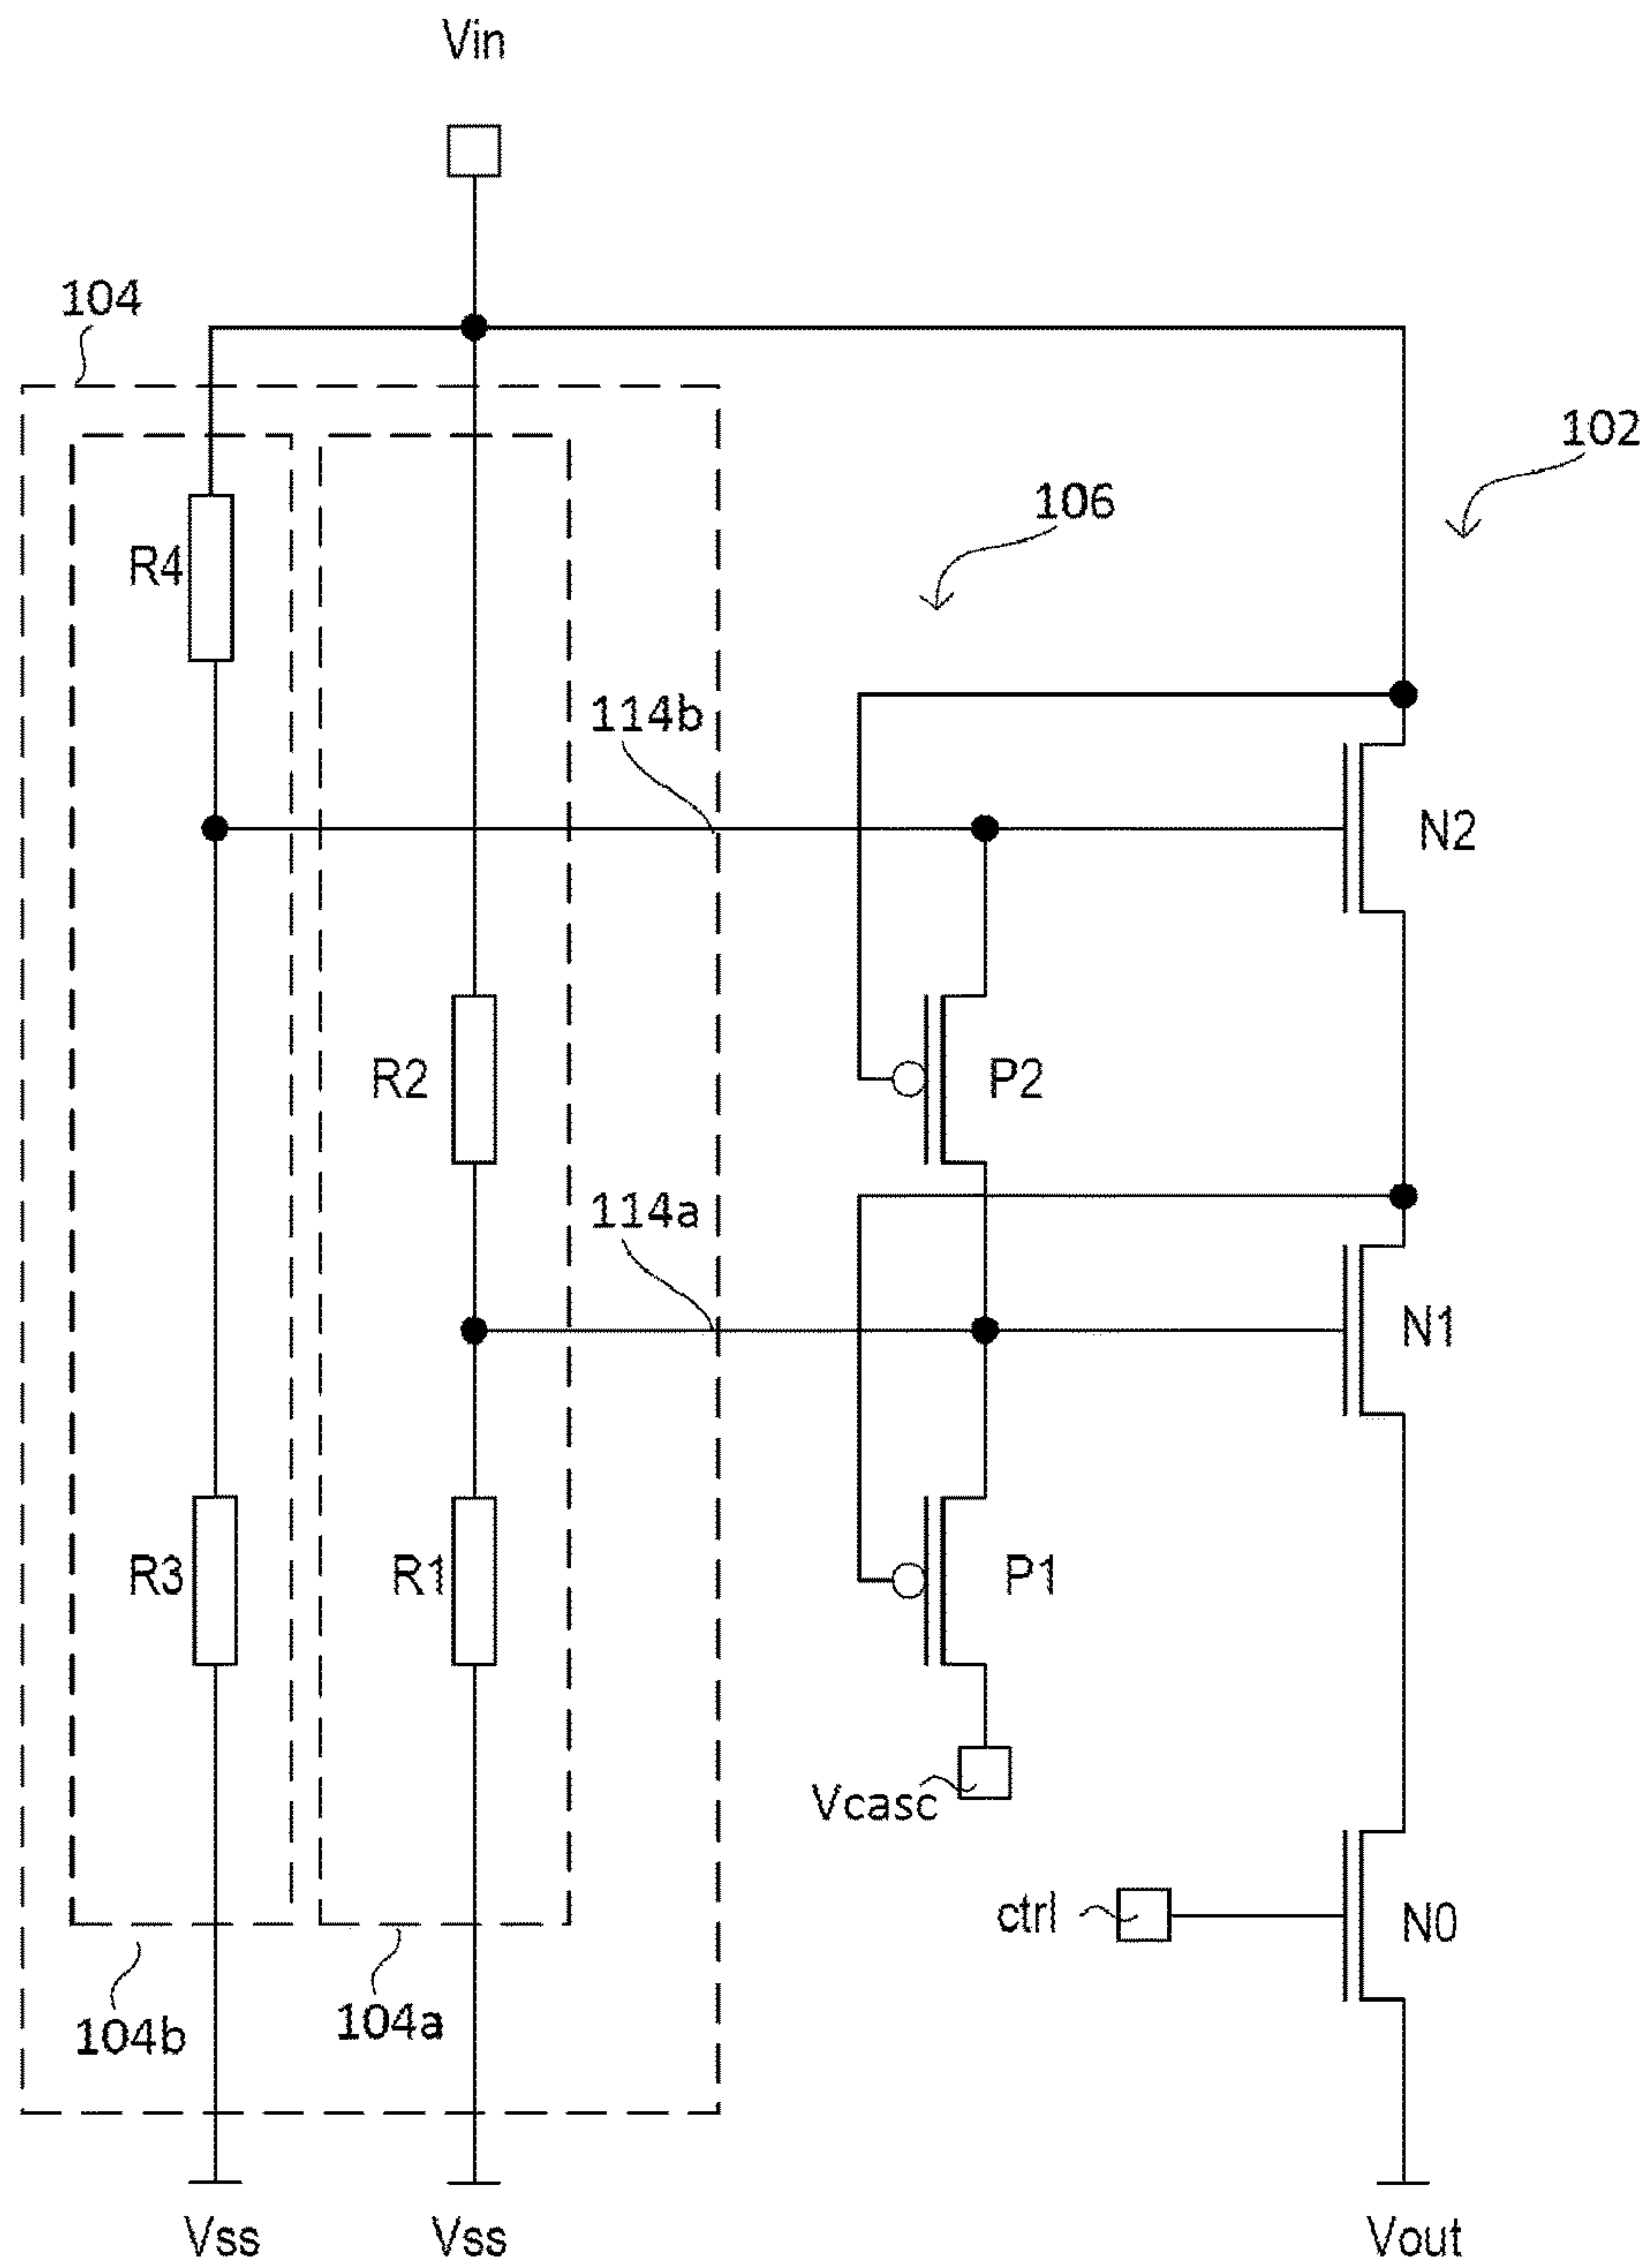 Vin
104
102
106
R4
114b
N2
R2
P2
114a
N1
R3
R1
P1
Vcasc
ctrl
N0
104b
104a
Vss
Vss
Vout